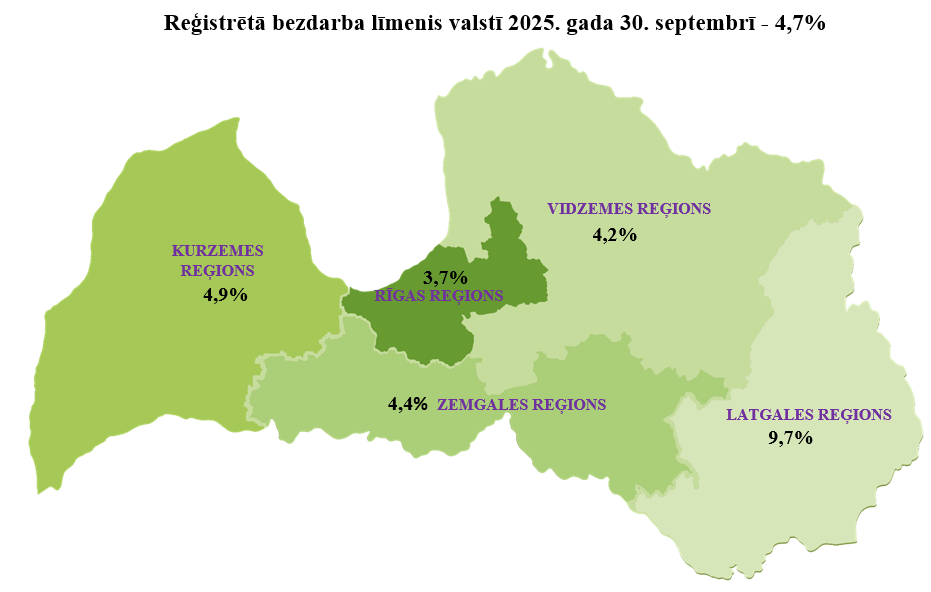 Reģistrētā bezdarba līmenis valstī 2025. gada 30. septembrī - 4,7%
VIDZEMES REĢIONS
4,2%
KURZEMES
REĢIONS
4,9%
3,7%
RĪGAS REĢIONS
4,4% ZEMGALES REĢIONS
LATGALES REĢIONS
9,7%